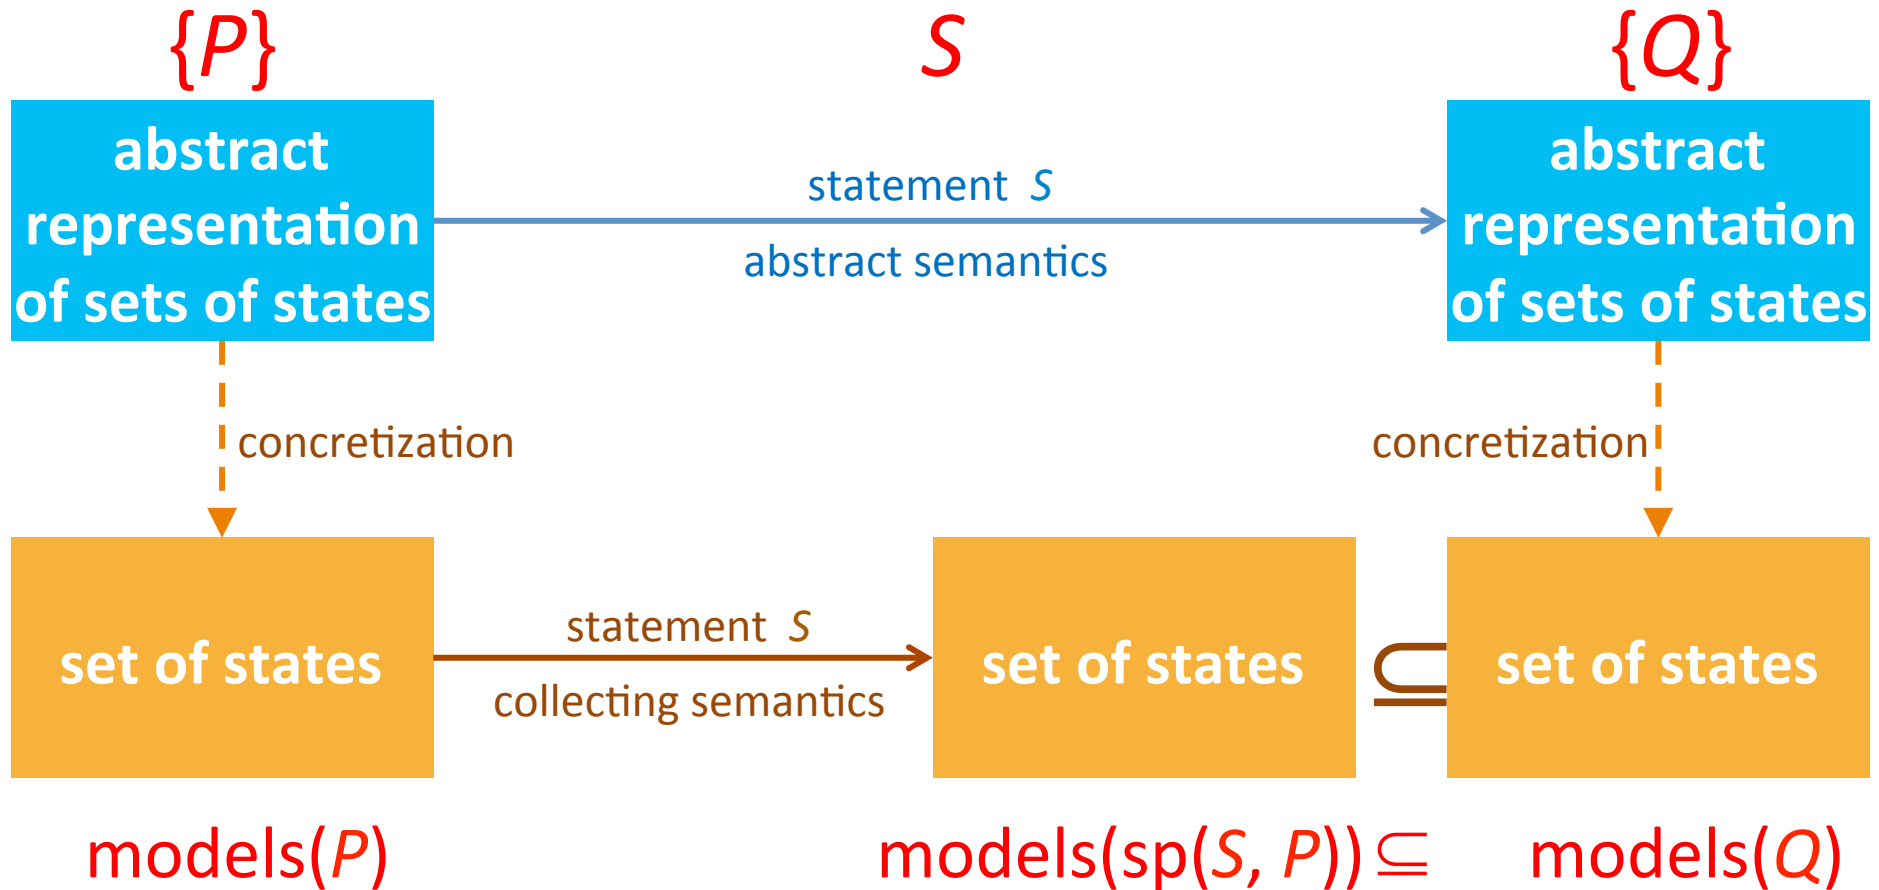 {P} S {Q}
abstract
representation
of sets of states
statement S
abstract semantics
abstract
representation
of sets of states
concretization
concretization
set of states
statement S
collecting semantics
set of states
⊆
set of states
models(P)
models(sp(S, P)) ⊆ models(Q)